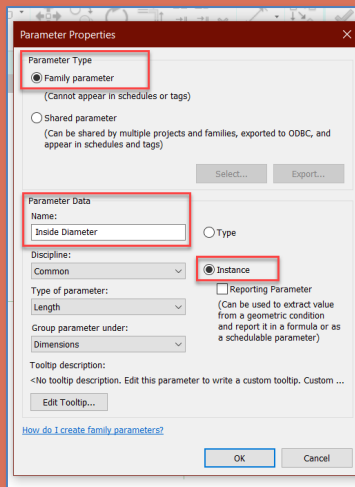 Parameter Properties
Parameter Type
Family parameter
(Cannot appear in schedules or tags)
Shared parameter
(Can be shared by multiple projects and families, exported to ODBC, and
appear in schedules and tags)
Select...
Export...
Parameter Data
Name:
Inside Diameter
Type
Discipline:
Common
Instance
Type of parameter:
Reporting Parameter
Length
(Can be used to extract value
from a geometric condition
and report it in a formula or as
a schedulable parameter)
Group parameter under:
Dimensions
Tooltip description:
<No tooltip description. Edit this parameter to write a custom tooltip. Custom ...
Edit Tooltip...
How do I create family parameters?
OK
Cancel